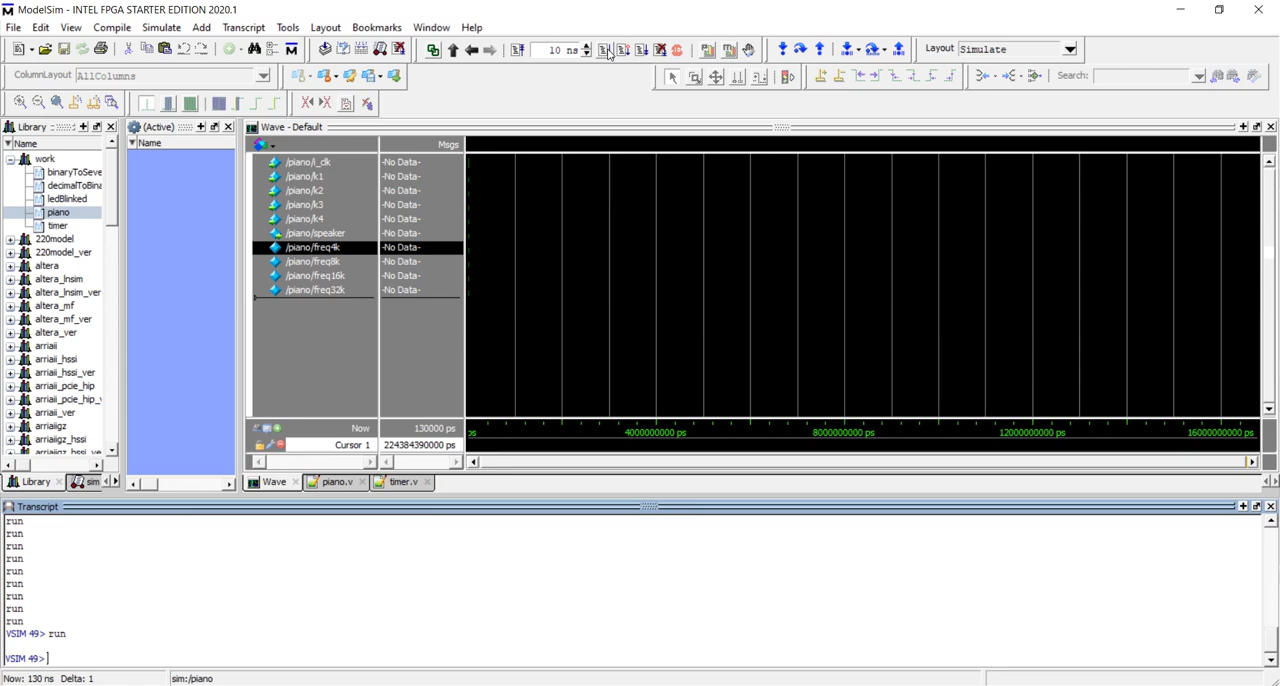 ModelSim - INTEL FPGA STARTER EDITION 2020.1
File Edit View Compile Simulate Add Transcript Tools Layout Bookmarks Window Help
10 ns
Layout Simulate
ColumnLayout AllColumns
Search:
Library
(Active)
Wave - Default
Name
Name
Msgs
work
binaryToSeve
decimalToBina
ledBlinked
piano
timer
220model
220model_ver
altera
altera_lnsim
altera_lnsim_ver
altera_mf
altera_mf_ver
altera_ver
arriaii
arriaii_hssi
arriaii_hssi_ver
arriaii_pcie_hip
arriaii_pcie_hip_v
arriaii_ver
arriaiigz
arriaiigz_hssi
/piano/i_clk -No Data-
/piano/k1 -No Data-
/piano/k2 -No Data-
/piano/k3 -No Data-
/piano/k4 -No Data-
/piano/speaker -No Data-
/piano/freq4k -No Data-
/piano/freq8k -No Data-
/piano/freq16k -No Data-
/piano/freq32k -No Data-
Now 130000 ps
Cursor 1 224384390000 ps
ps 4000000000 ps 8000000000 ps 12000000000 ps 16000000000 ps
Library sim
Wave piano.v timer.v
Transcript
run
run
run
run
run
run
run
run
run
VSIM 49> run
VSIM 49>
Now: 130 ns Delta: 1 sim:/piano